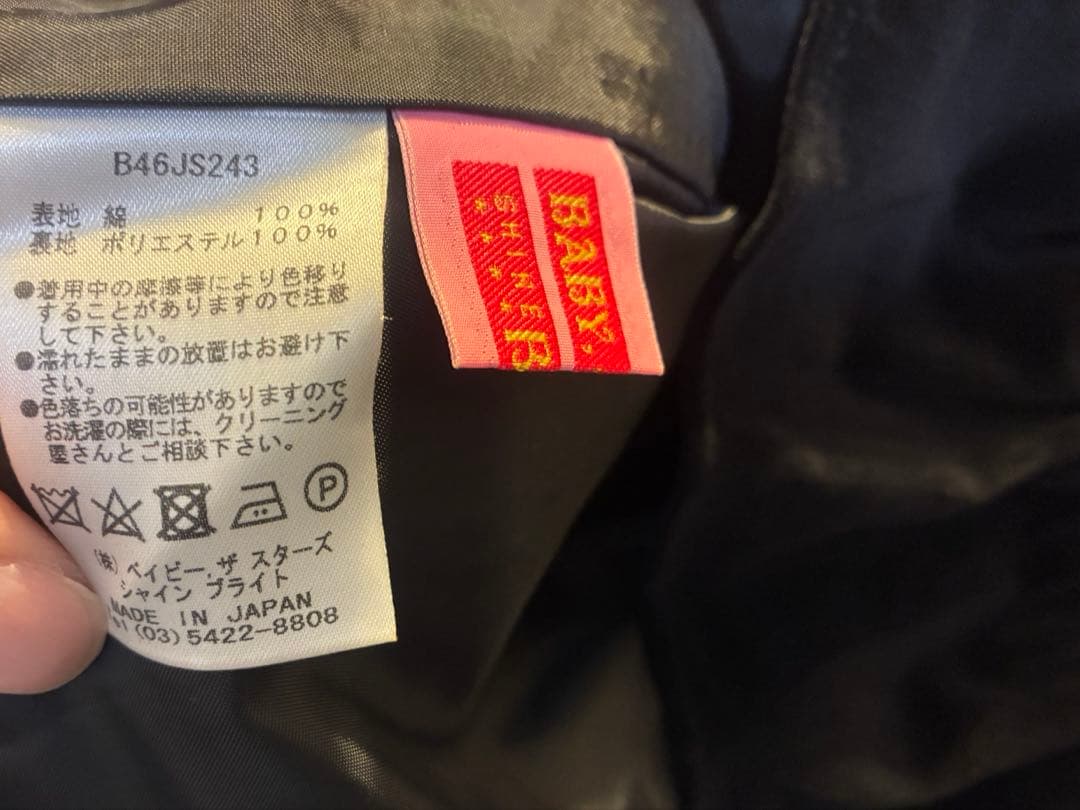 B46JS243
表地 綿 100%
裏地 ポリエステル100%
●着用中の摩擦等により色移り
することがありますので注意
して下さい。
●濡れたままの放置はお避け下
さい。
●色落ちの可能性がありますので
お洗濯の際には、クリーニング
屋さんとご相談下さい。
P
(株) ベイビー,ザ スターズ
シャイン ブライト
MADE IN JAPAN
(03)5422-8808
BABY,
SHINE B